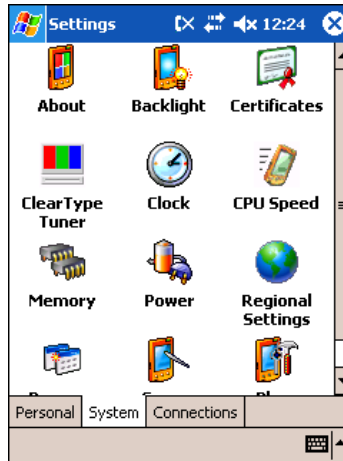 Settings 12:24
About Backlight Certificates
ClearType Clock CPU Speed
Tuner
Memory Power Regional
Settings
Personal System Connections